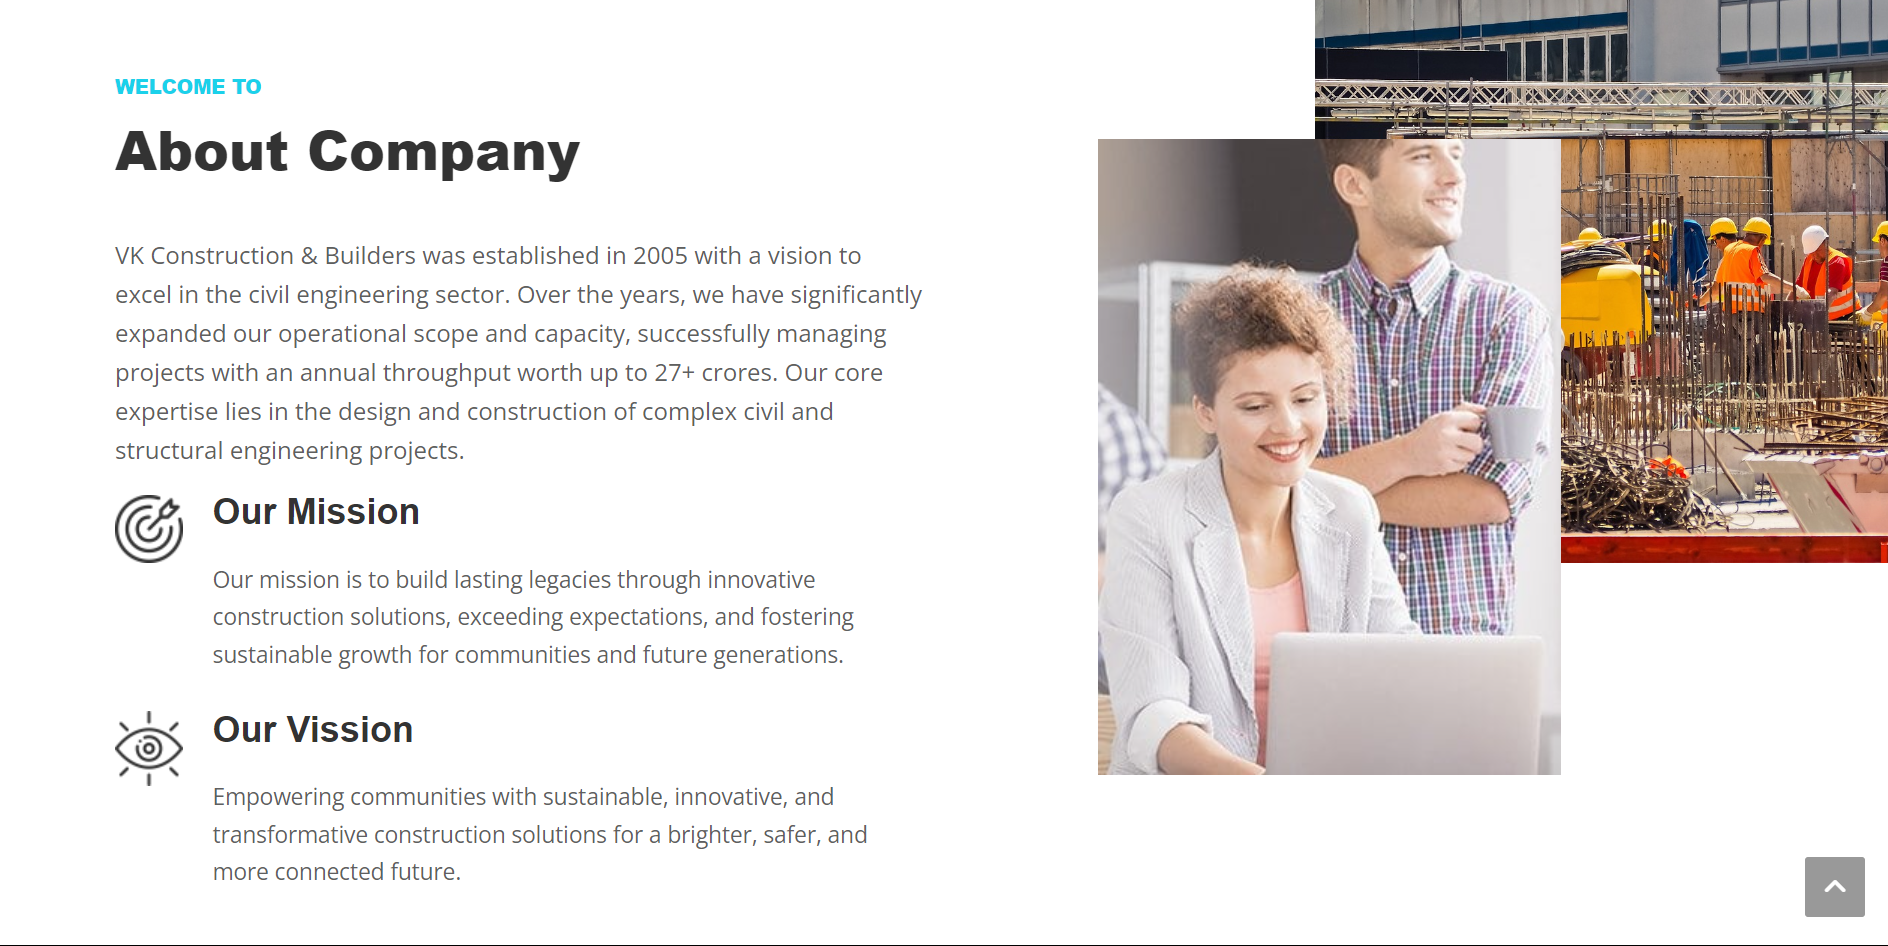 WELCOME TO
About Company
VK Construction & Builders was established in 2005 with a vision to
excel in the civil engineering sector. Over the years, we have significantly
expanded our operational scope and capacity, successfully managing
projects with an annual throughput worth up to 27+ crores. Our core
expertise lies in the design and construction of complex civil and
structural engineering projects.
Our Mission
Our mission is to build lasting legacies through innovative
construction solutions, exceeding expectations, and fostering
sustainable growth for communities and future generations.
Our Vission
Empowering communities with sustainable, innovative, and
transformative construction solutions for a brighter, safer, and
more connected future.